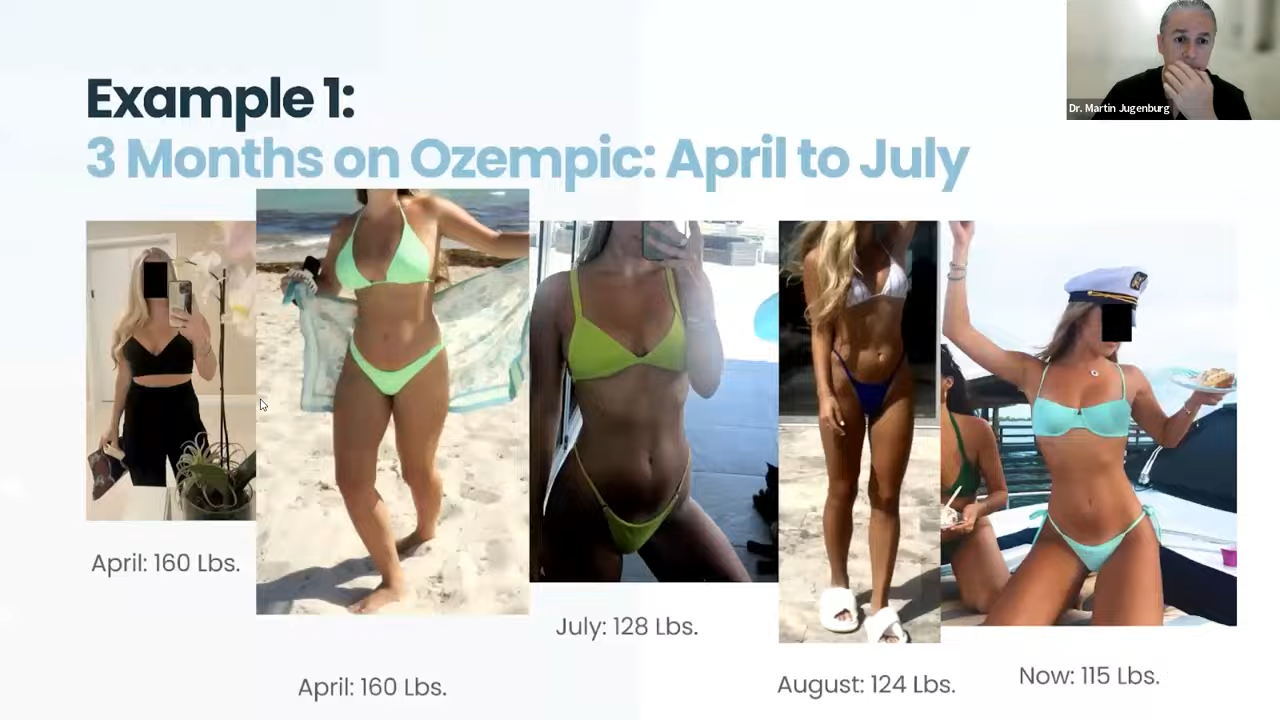 Example 1:
3 Months on Ozempic: April to July
Dr. Martin Jugenburg
April: 160 Lbs.
April: 160 Lbs.
July: 128 Lbs.
August: 124 Lbs.
Now: 115 Lbs.